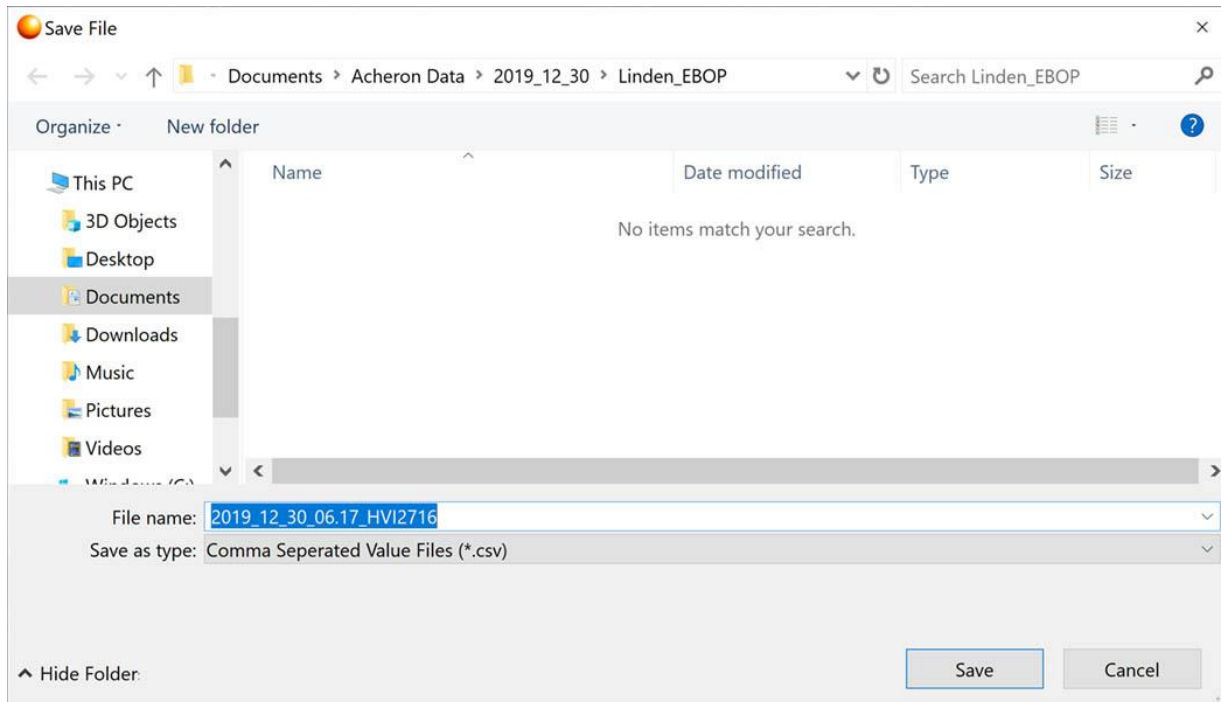 Save File
Documents > Acheron Data > 2019_12_30 > Linden_EBOP
Search Linden_EBOP
Organize
New folder
?
Name
Date modified
Type
Size
No items match your search.
This PC
3D Objects
Desktop
Documents
Downloads
Music
Pictures
Videos
File name: 2019_12_30_06.17_HVI2716
Save as type: Comma Seperated Value Files (*.csv)
Hide Folder
Save
Cancel